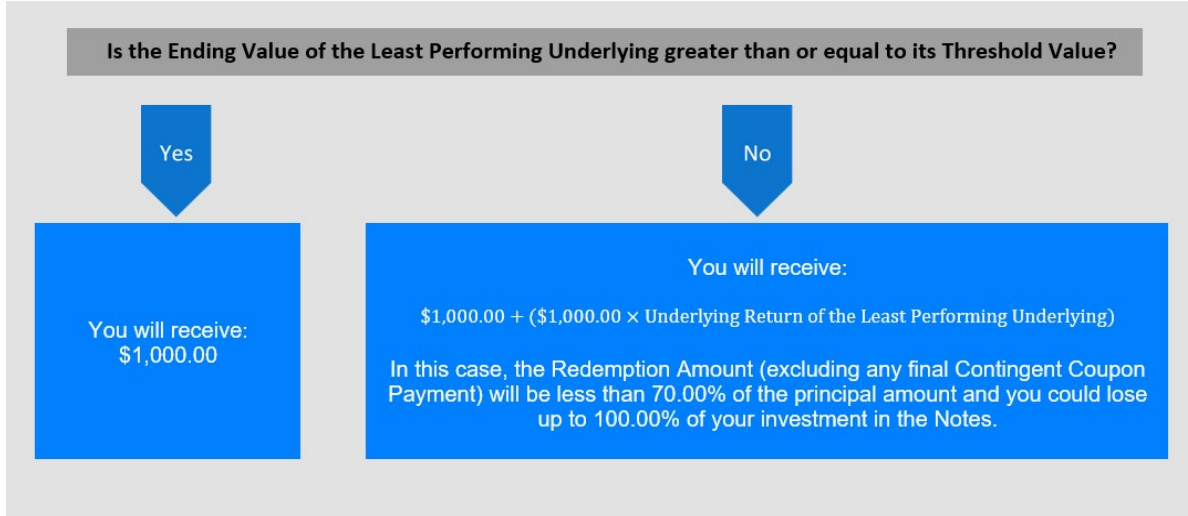 Is the Ending Value of the Least Performing Underlying greater than or equal to its Threshold Value?
Yes
No
You will receive:
$1,000.00
You will receive:
$1,000.00 + ($1,000.00 × Underlying Return of the Least Performing Underlying)
In this case, the Redemption Amount (excluding any final Contingent Coupon
Payment) will be less than 70.00% of the principal amount and you could lose
up to 100.00% of your investment in the Notes.